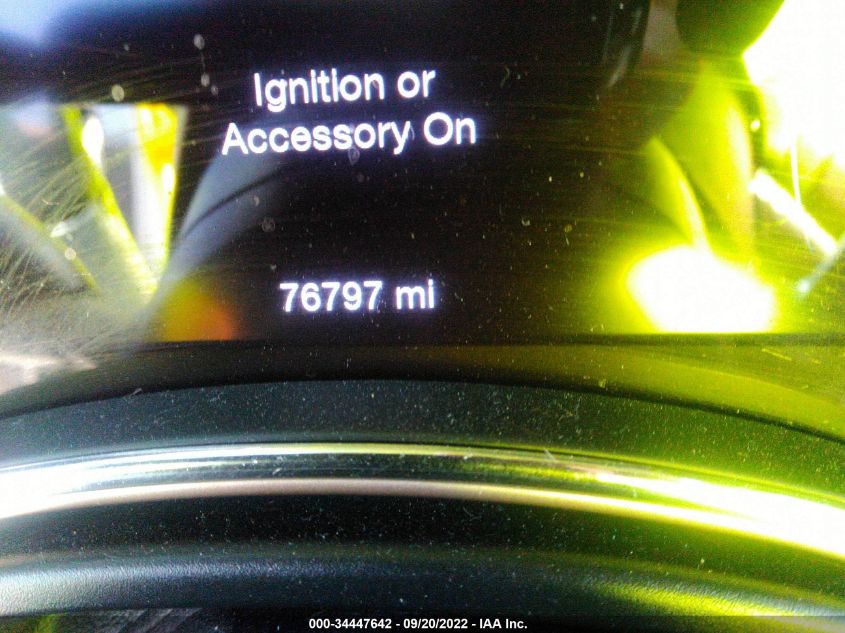 Ignition or
Accessory On
76797 mi
000-34447642 - 09/20/2022 - IAA Inc.